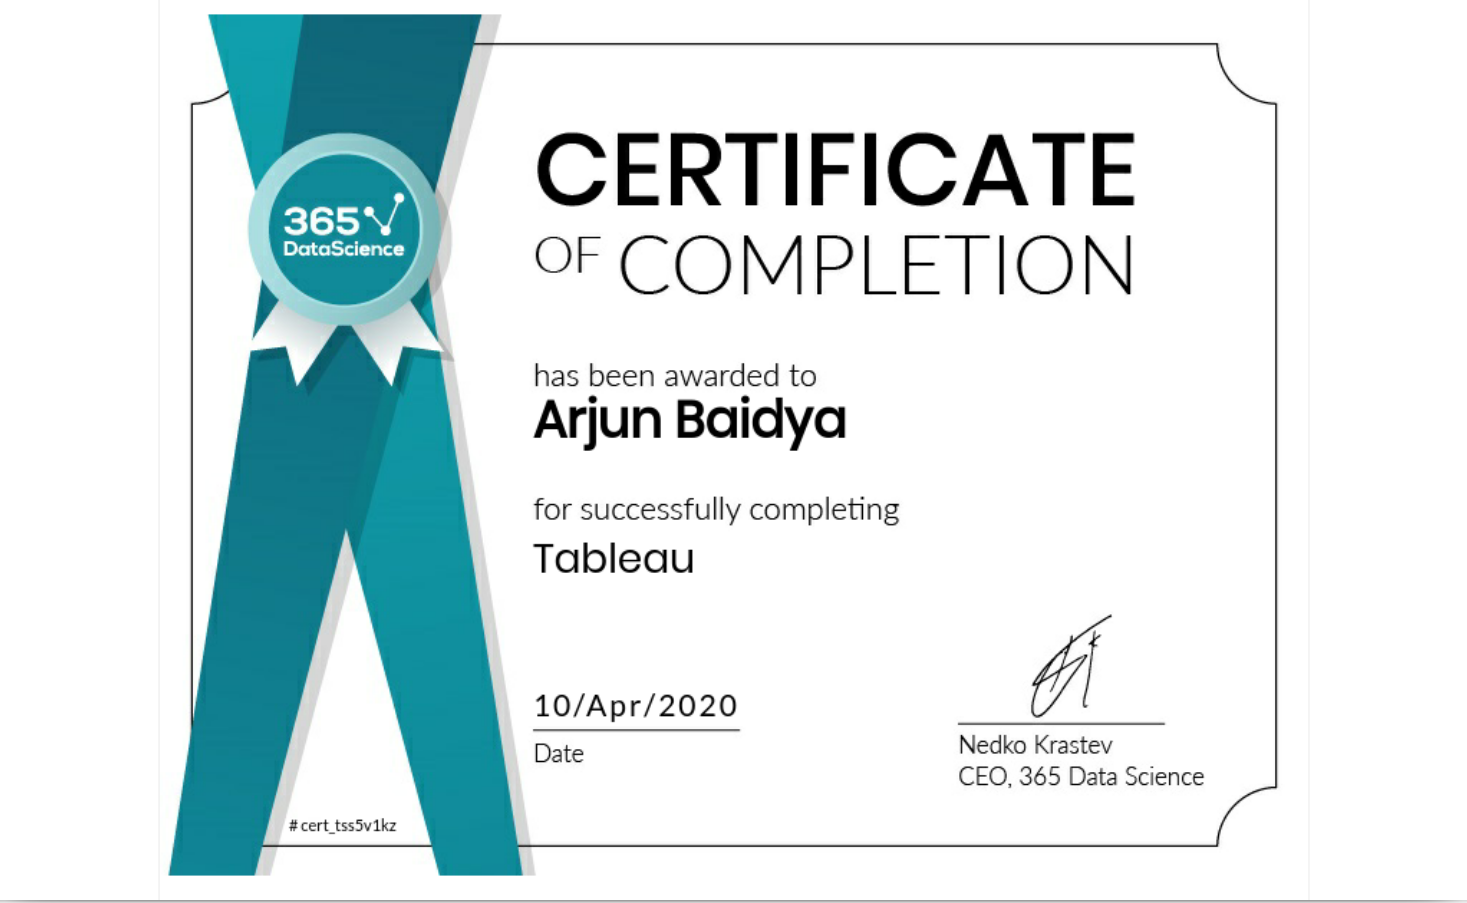 365
DataScience
CERTIFICATE
OF COMPLETION
has been awarded to
Arjun Baidya
for successfully completing
Tableau
10/Apr/2020
Date
Nedko Krastev
CEO, 365 Data Science
# cert_tss5v1kz